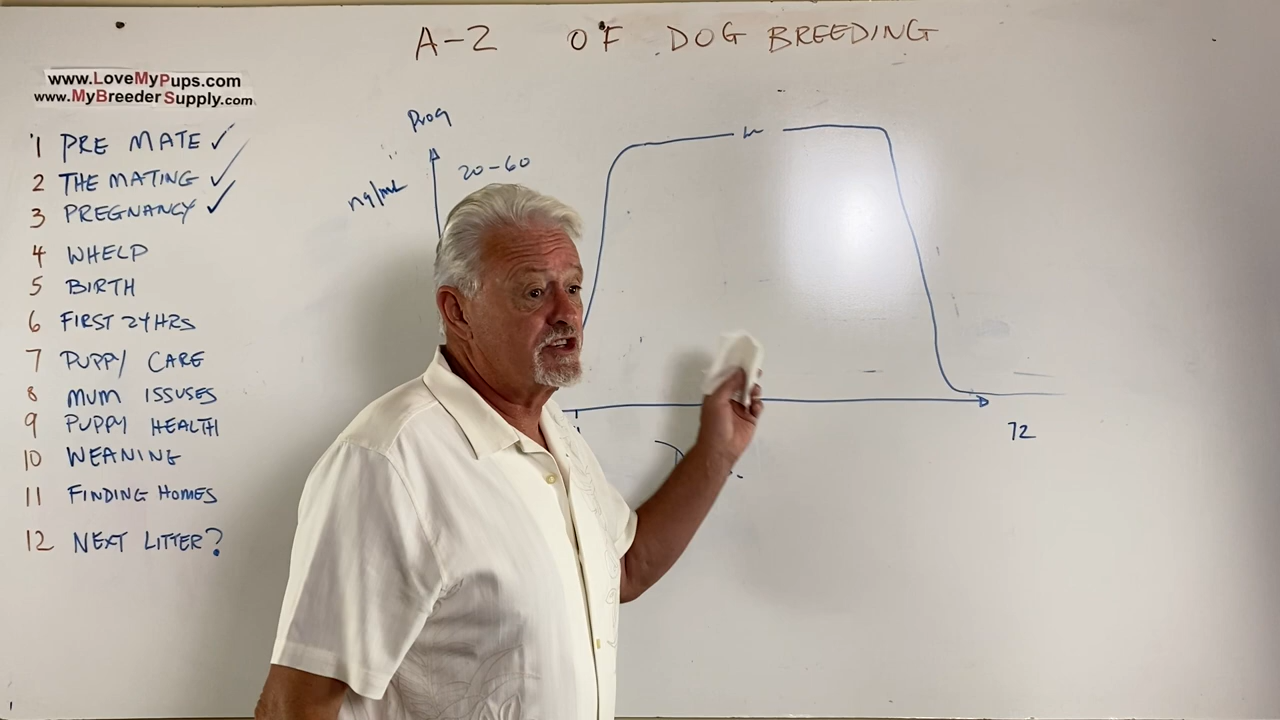 A-Z OF DOG BREEDING
www.LoveMyPups.com
www.MyBreederSupply.com
1 PRE MATE ✓
2 THE MATING ✓
3 PREGNANCY ✓
4 WHELP
5 BIRTH
6 FIRST 24HRS
7 PUPPY CARE
8 MUM ISSUSES
9 PUPPY HEALTH
10 WEANING
11 FINDING HOMES
12 NEXT LITTER?
Prog
ng/mL
20-60
72